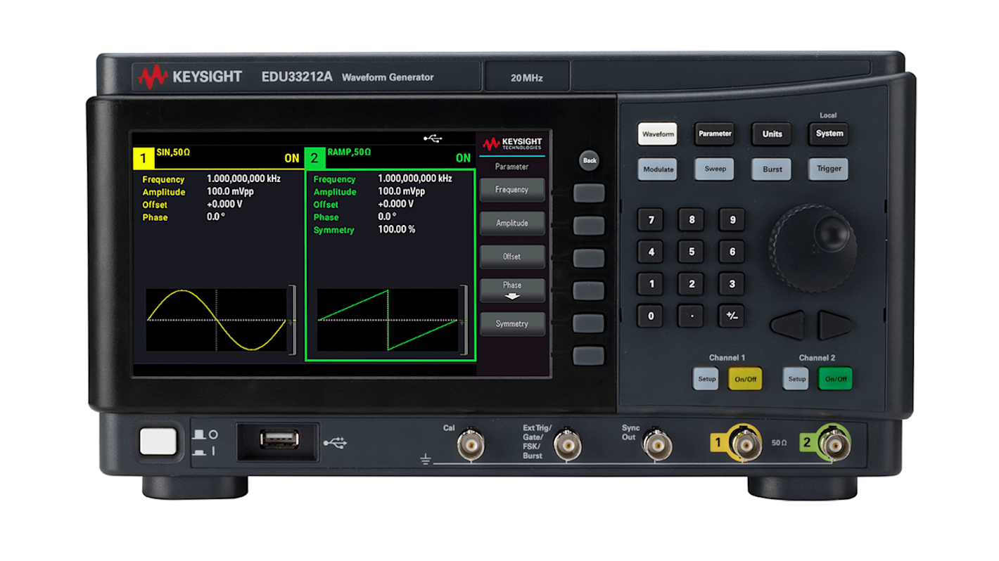 KEYSIGHT EDU33212A Waveform Generator 20 MHz
1 SIN,50Ω ON
Frequency 1.000,000,000 kHz
Amplitude 100.0 mVpp
Offset +0.000 V
Phase 0.0 °
2 RAMP,50Ω ON
Frequency 1.000,000,000 kHz
Amplitude 100.0 mVpp
Offset +0.000 V
Phase 0.0 °
Symmetry 100.00 %
KEYSIGHT
TECHNOLOGIES
Parameter
Frequency
Amplitude
Offset
Phase
Symmetry
Back
Local
Waveform Parameter Units System
Modulate Sweep Burst Trigger
7 8 9
4 5 6
1 2 3
0 . +/-
Channel 1 Channel 2
Setup On/Off Setup On/Off
Cal
Ext Trig/
Gate/
FSK/
Burst
Sync
Out
1 50 Ω 2